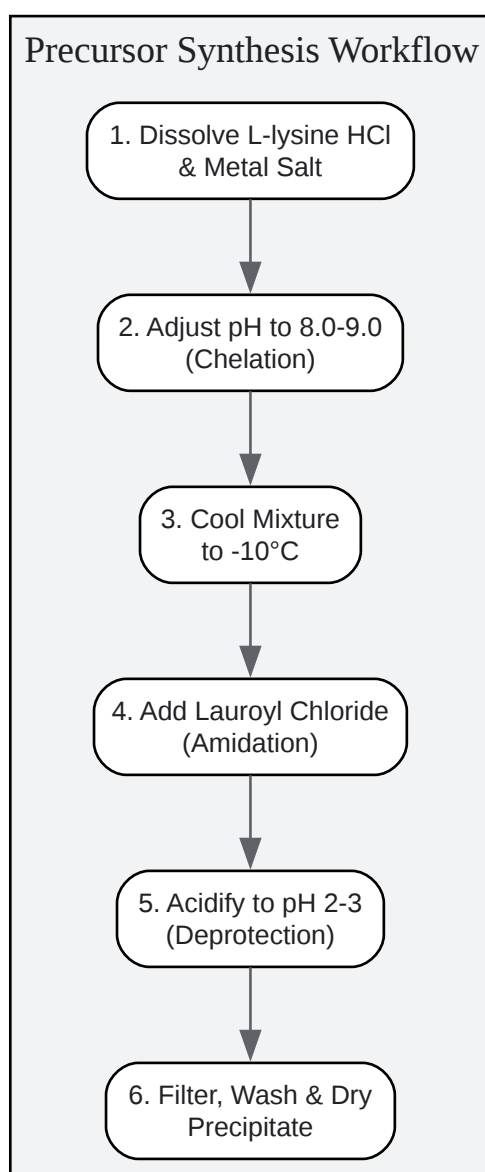 Precursor Synthesis Workflow
1. Dissolve L-lysine HCl
& Metal Salt
2. Adjust pH to 8.0-9.0
(Chelation)
3. Cool Mixture
to -10°C
4. Add Lauroyl Chloride
(Amidation)
5. Acidify to pH 2-3
(Deprotection)
6. Filter, Wash & Dry
Precipitate